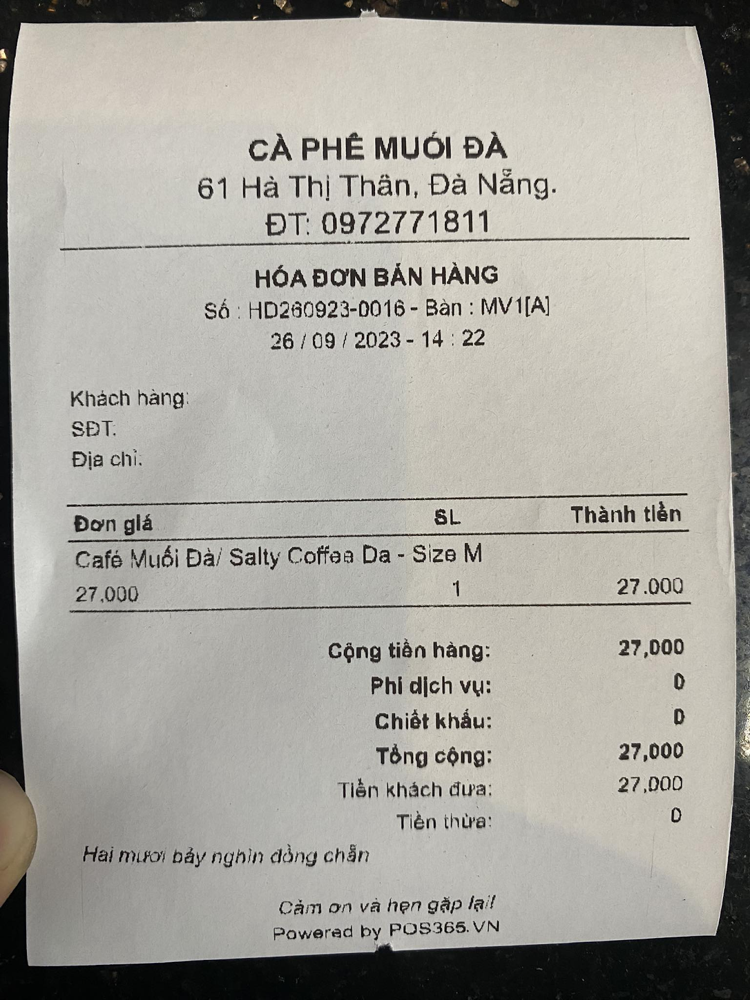 CÀ PHÊ MUỐI ĐÀ
61 Hà Thị Thân, Đà Nẵng.
ĐT: 0972771811
HÓA ĐƠN BÁN HÀNG
Số : HD260923-0016 - Bàn : MV1[A]
26 / 09 / 2023 - 14 : 22
Khách hàng:
SĐT:
Địa chỉ:
Đơn giá SL Thành tiền
Café Muối Đà/ Salty Coffee Da - Size M
27,000 1 27.000
Cộng tiền hàng: 27,000
Phí dịch vụ: 0
Chiết khấu: 0
Tổng cộng: 27,000
Tiền khách đưa: 27,000
Tiền thừa: 0
Hai mươi bảy nghìn đồng chẵn
Cảm ơn và hẹn gặp lại!
Powered by POS365.VN